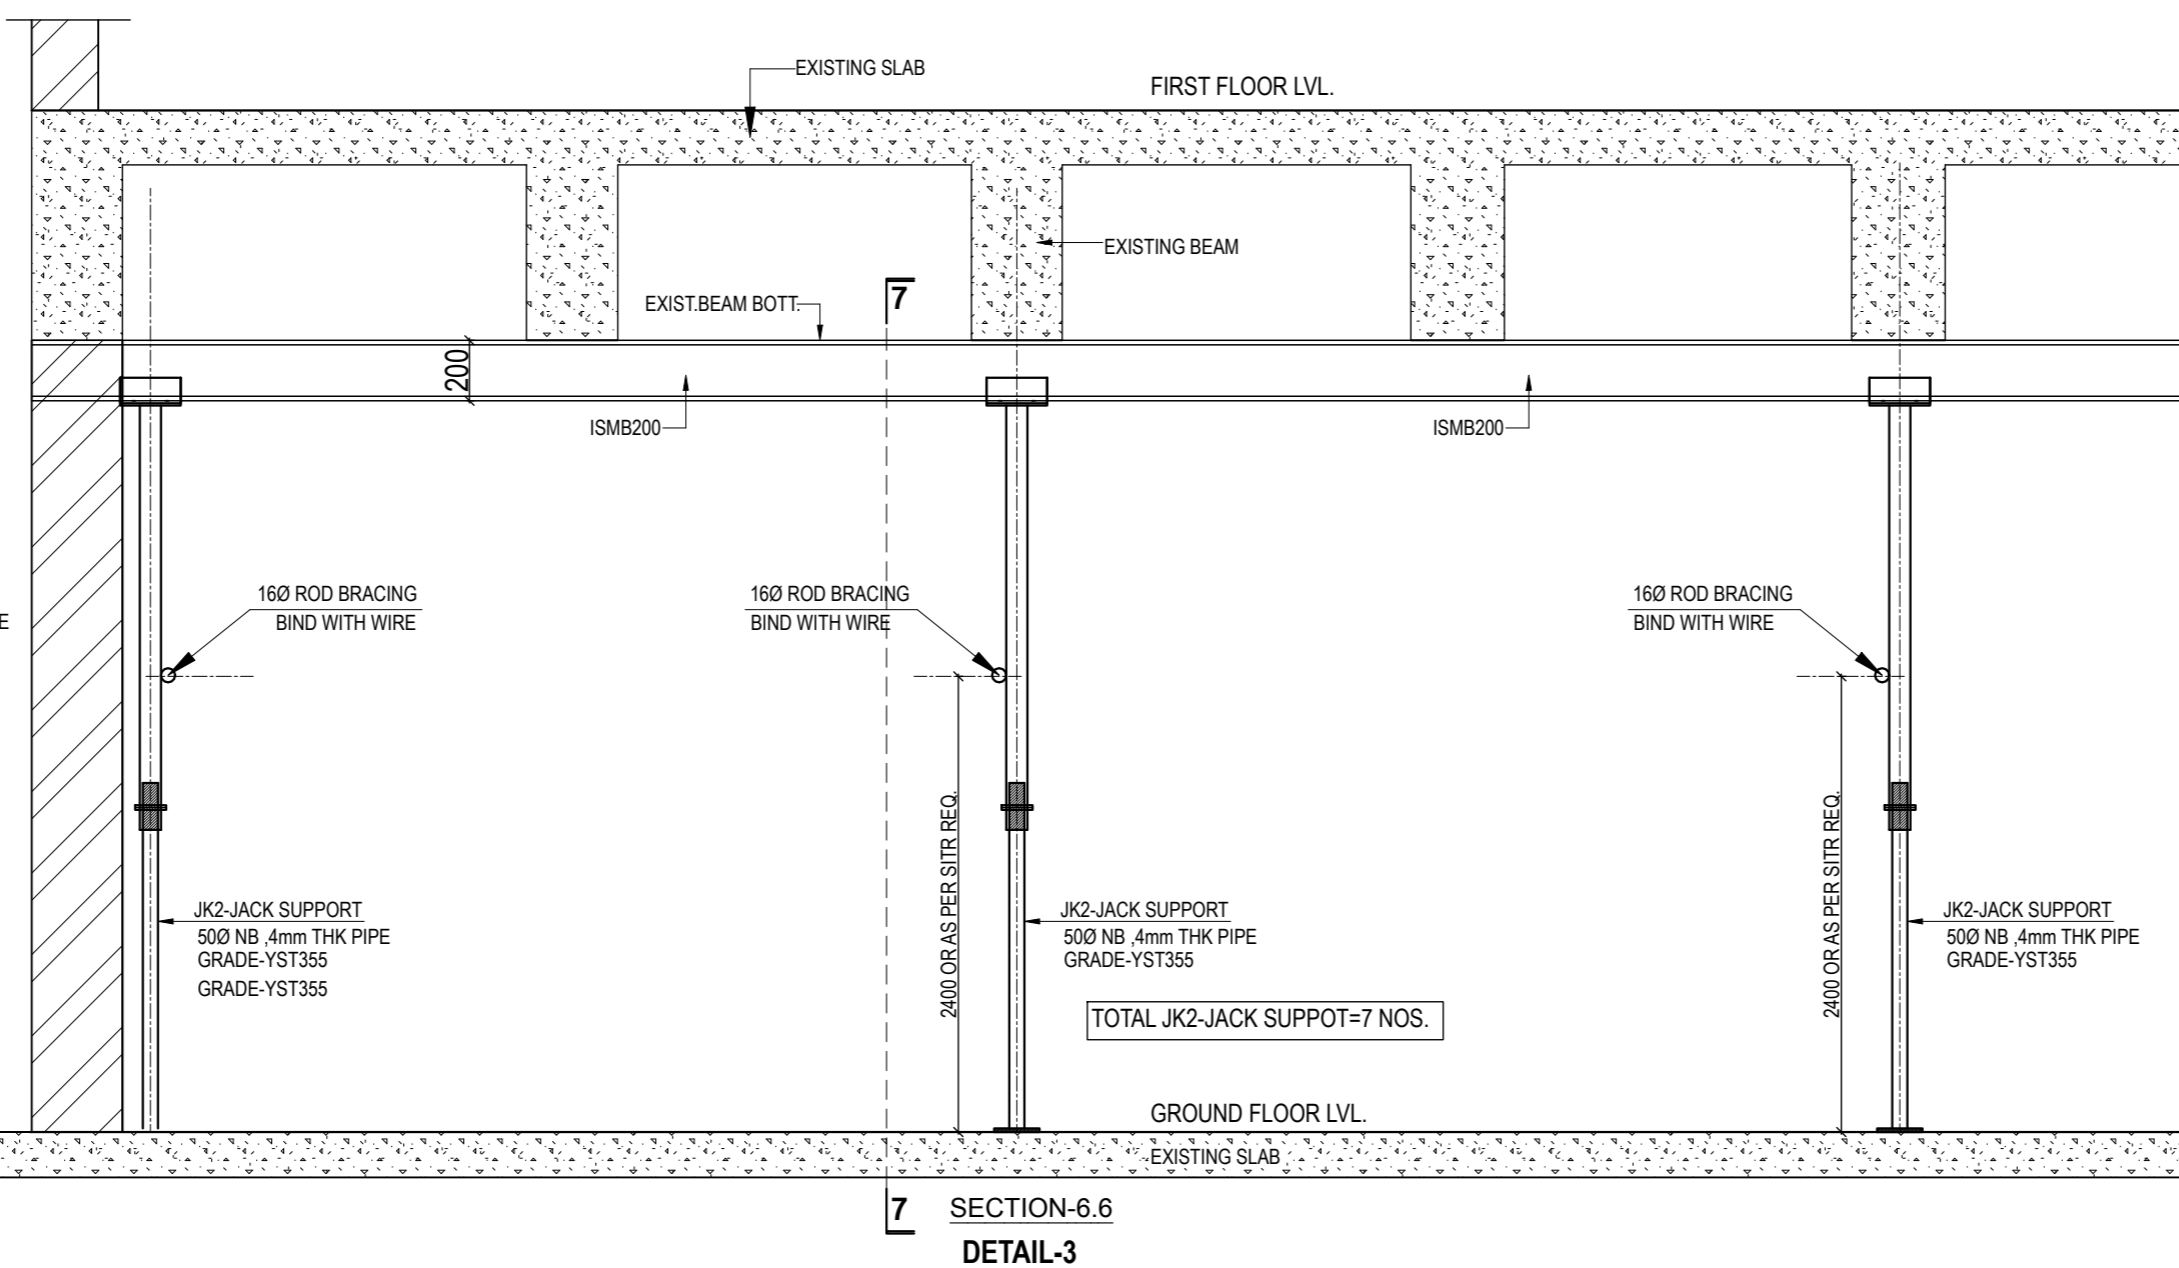 EXISTING SLAB
FIRST FLOOR LVL.
EXISTING BEAM
EXIST.BEAM BOTT.
7
200
ISMB200
ISMB200
16Ø ROD BRACING
BIND WITH WIRE
16Ø ROD BRACING
BIND WITH WIRE
16Ø ROD BRACING
BIND WITH WIRE
E
2400 OR AS PER SITR REQ.
2400 OR AS PER SITR REQ.
JK2-JACK SUPPORT
50Ø NB ,4mm THK PIPE
GRADE-YST355
GRADE-YST355
JK2-JACK SUPPORT
50Ø NB ,4mm THK PIPE
GRADE-YST355
JK2-JACK SUPPORT
50Ø NB ,4mm THK PIPE
GRADE-YST355
TOTAL JK2-JACK SUPPOT=7 NOS.
GROUND FLOOR LVL.
EXISTING SLAB
7
SECTION-6.6
DETAIL-3